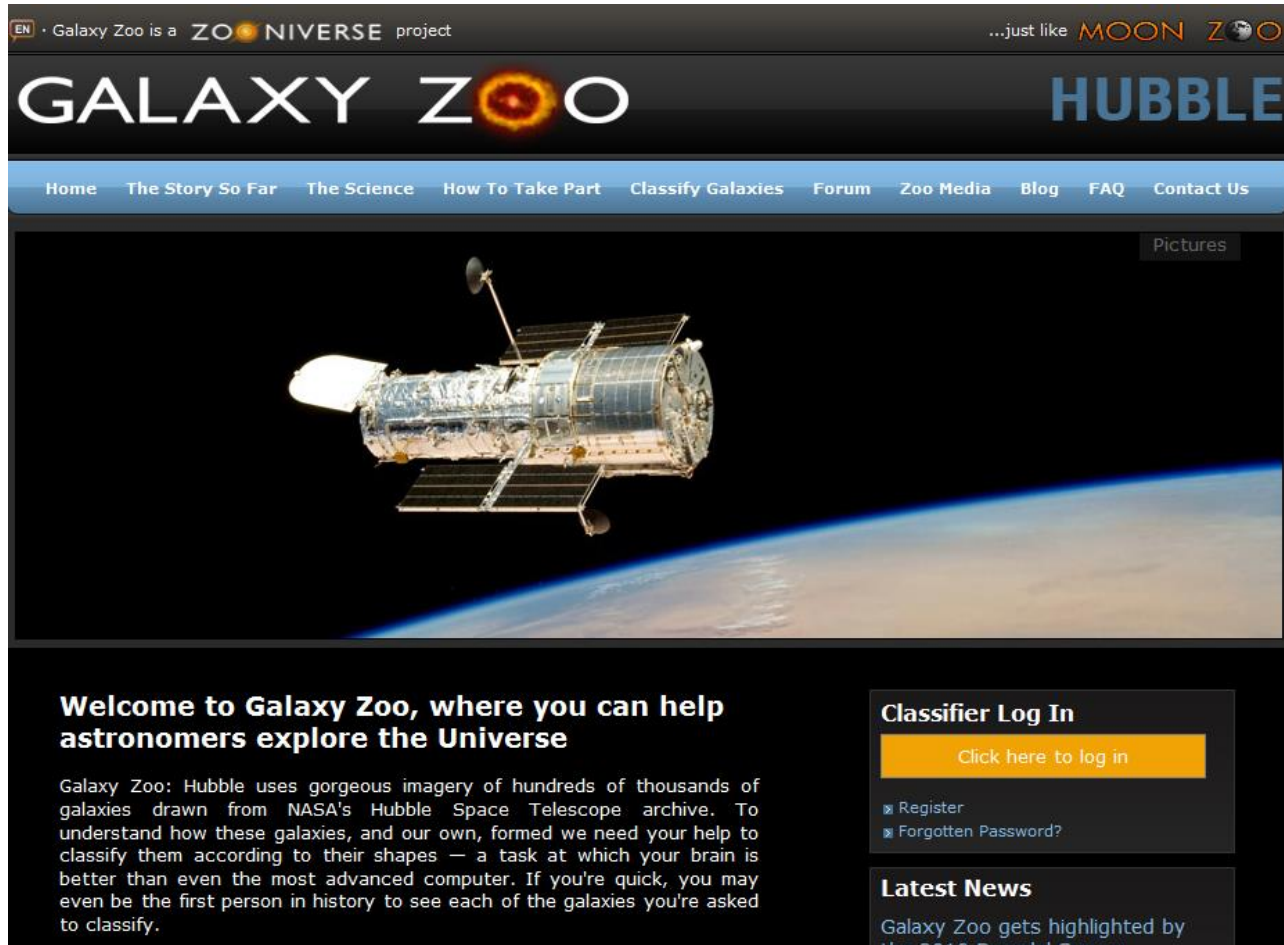 EN · Galaxy Zoo is a ZOONIVERSE project
...just like MOON ZOO
GALAXY ZOO
HUBBLE
Home The Story So Far The Science How To Take Part Classify Galaxies Forum Zoo Media Blog FAQ Contact Us
Pictures
Welcome to Galaxy Zoo, where you can help
astronomers explore the Universe
Galaxy Zoo: Hubble uses gorgeous imagery of hundreds of thousands of
galaxies drawn from NASA's Hubble Space Telescope archive. To
understand how these galaxies, and our own, formed we need your help to
classify them according to their shapes — a task at which your brain is
better than even the most advanced computer. If you're quick, you may
even be the first person in history to see each of the galaxies you're asked
to classify.
Classifier Log In
Click here to log in
Register
Forgotten Password?
Latest News
Galaxy Zoo gets highlighted by